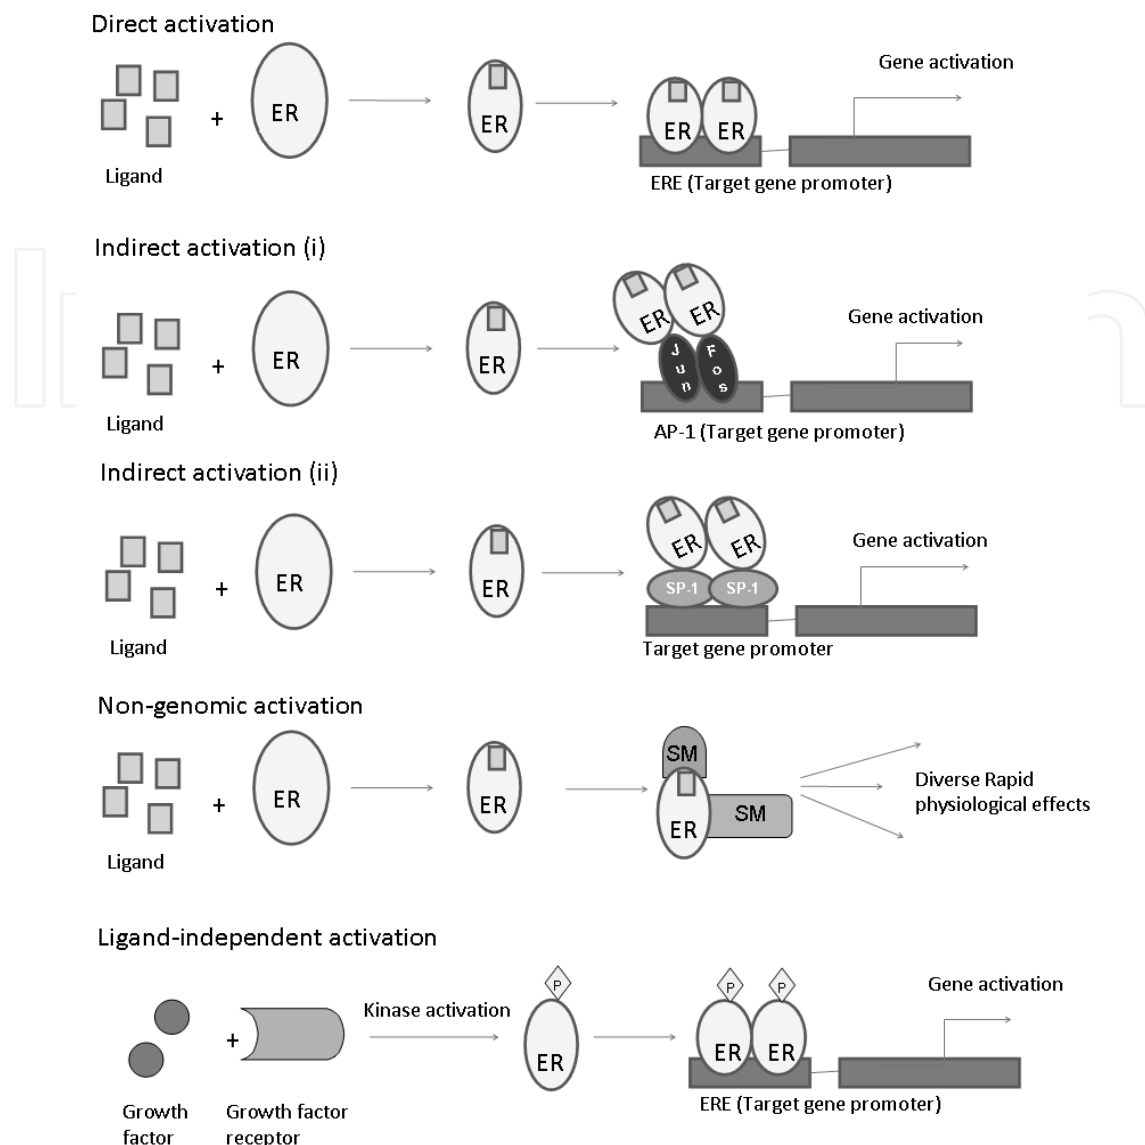 Direct activation
Gene activation
ER
ER
ER ER
+
Ligand
ERE (Target gene promoter)
Indirect activation (i)
Gene activation
ER
ER
ER ER
Jun
Fos
+
Ligand
AP-1 (Target gene promoter)
Indirect activation (ii)
Gene activation
ER
ER
ER ER
SP-1 SP-1
+
Ligand
Target gene promoter
Non-genomic activation
SM
ER
ER
ER
SM
+
Diverse Rapid
physiological effects
Ligand
Ligand-independent activation
P
P P
Gene activation
Kinase activation
+
ER
ER ER
ERE (Target gene promoter)
Growth
factor
Growth factor
receptor